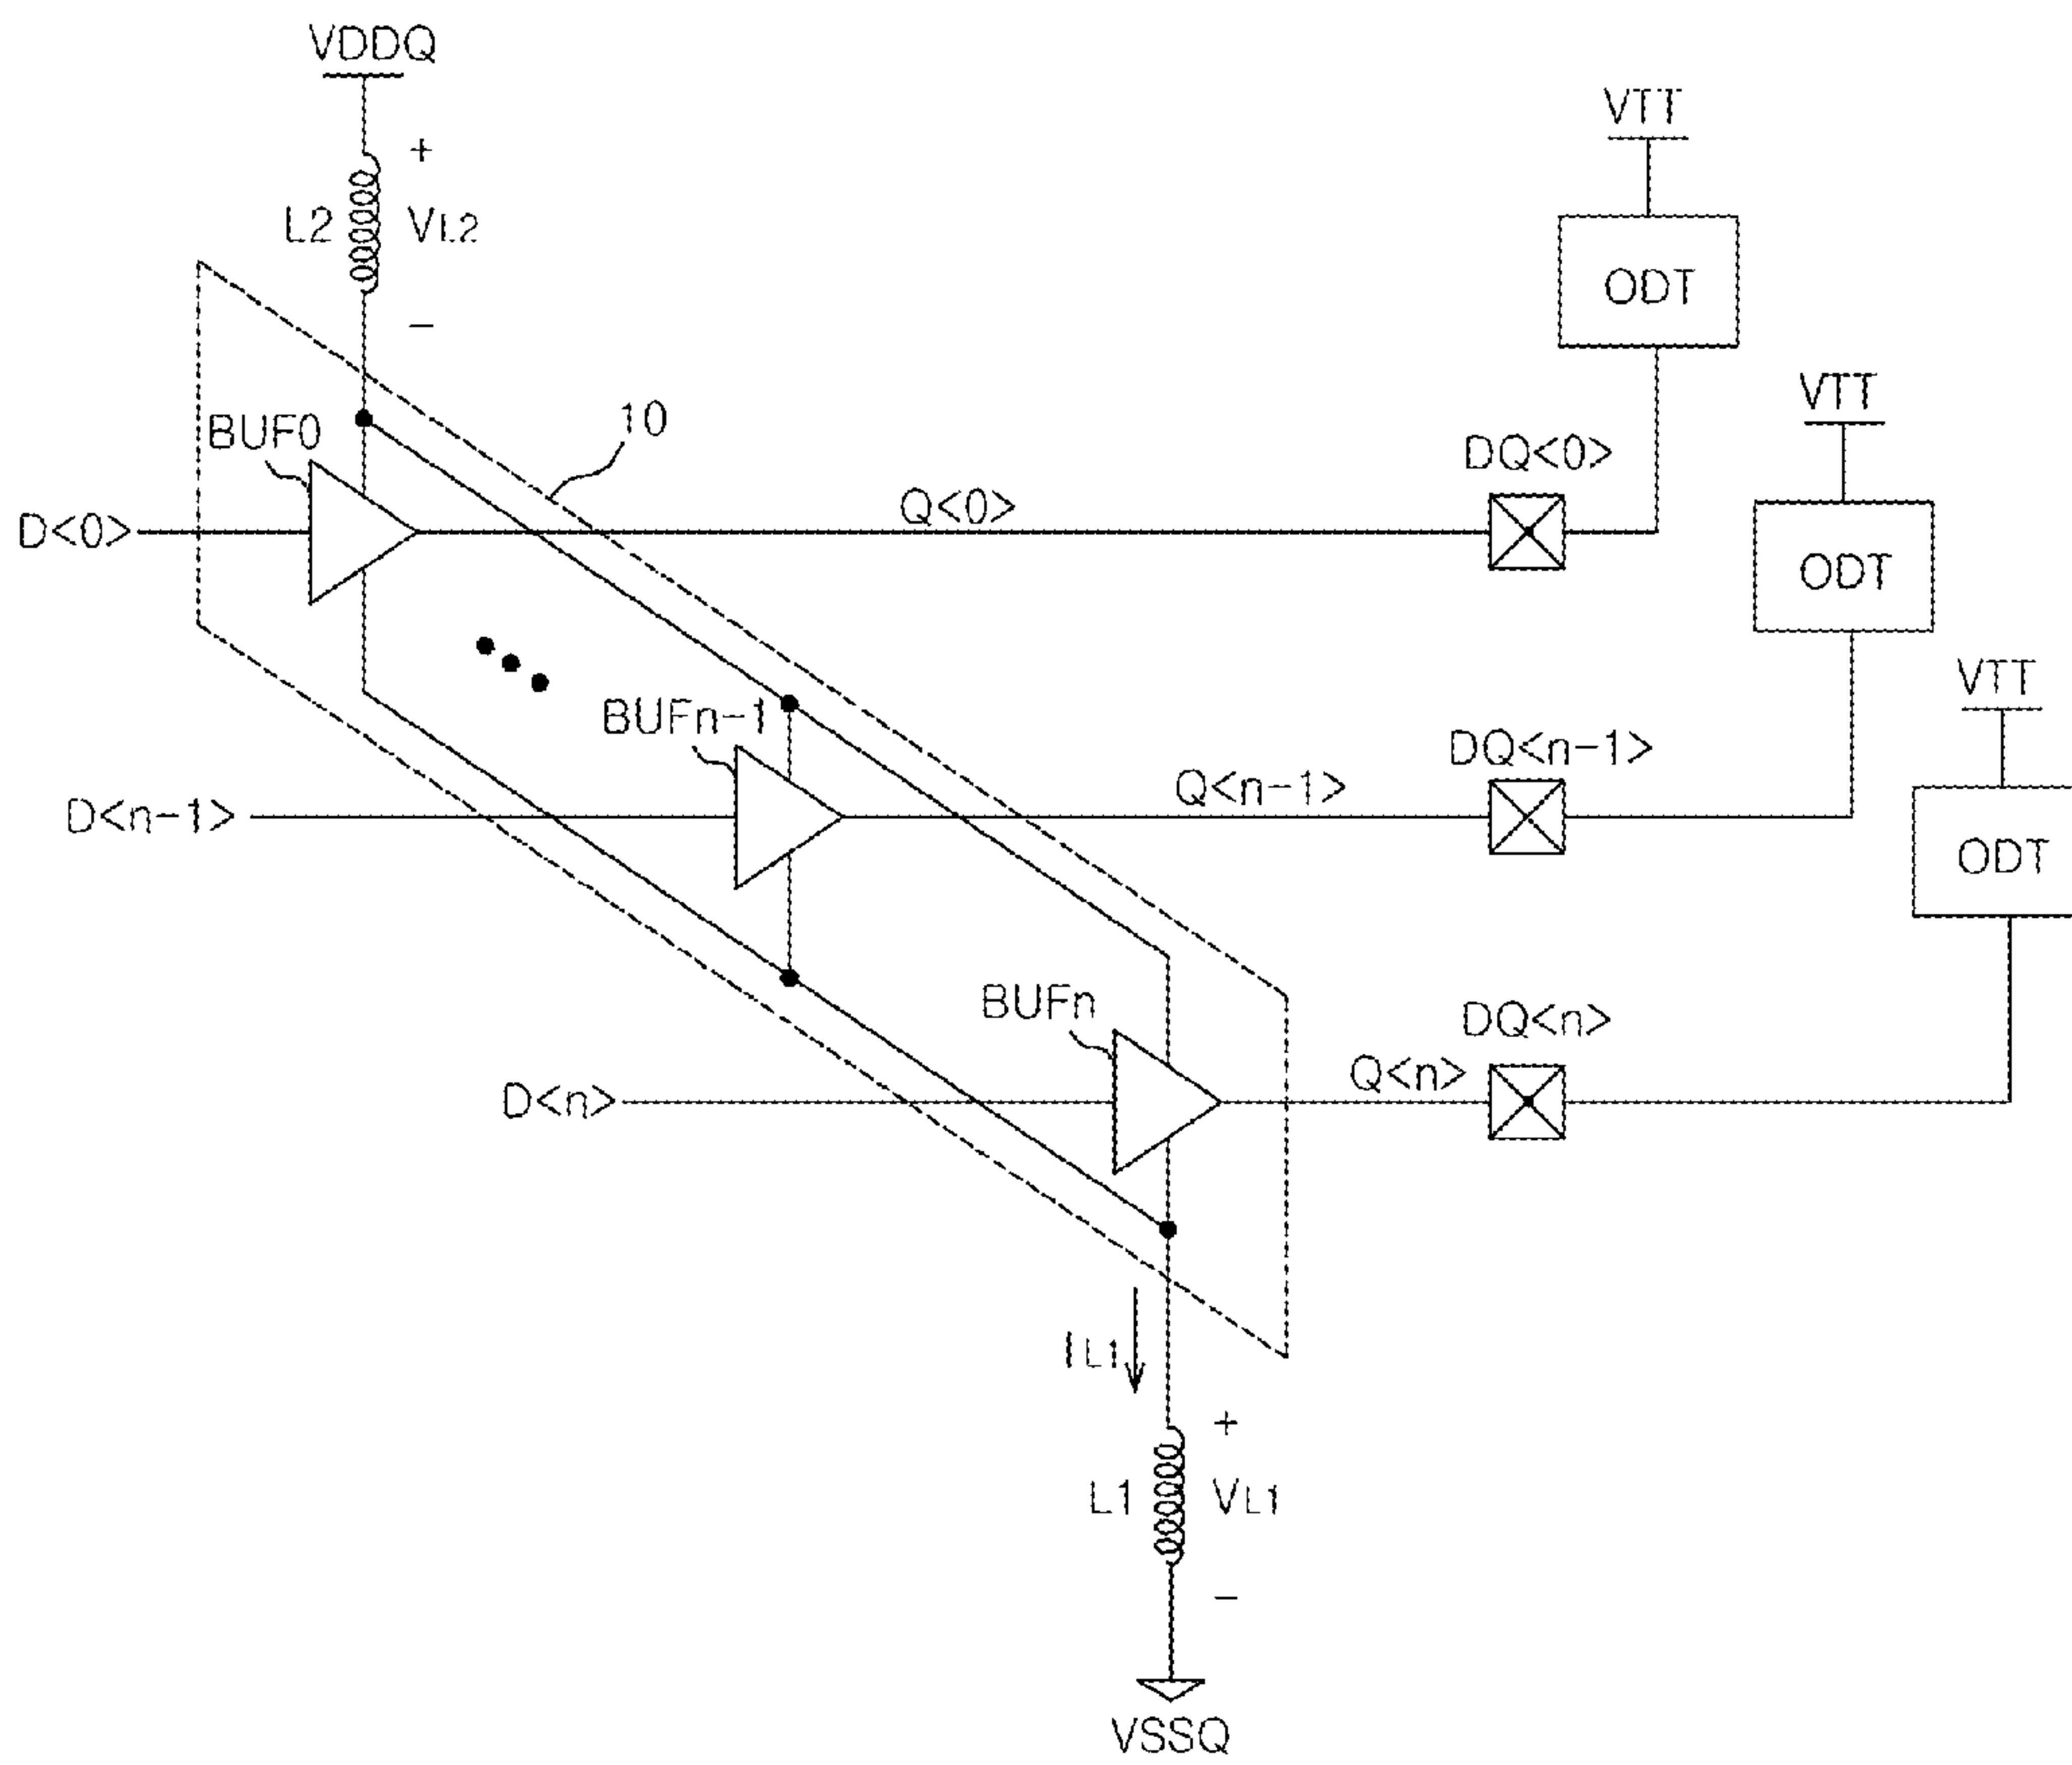 VDDQ
VTT
+
L2
VL2
ODT
−
VTT
10
BUF0
DQ<0>
Q<0>
D<0>
ODT
VTT
BUFn-1
DQ<n-1>
Q<n-1>
D<n-1>
ODT
BUFn
DQ<n>
Q<n>
D<n>
IL1
+
L1
VL1
−
VSSQ